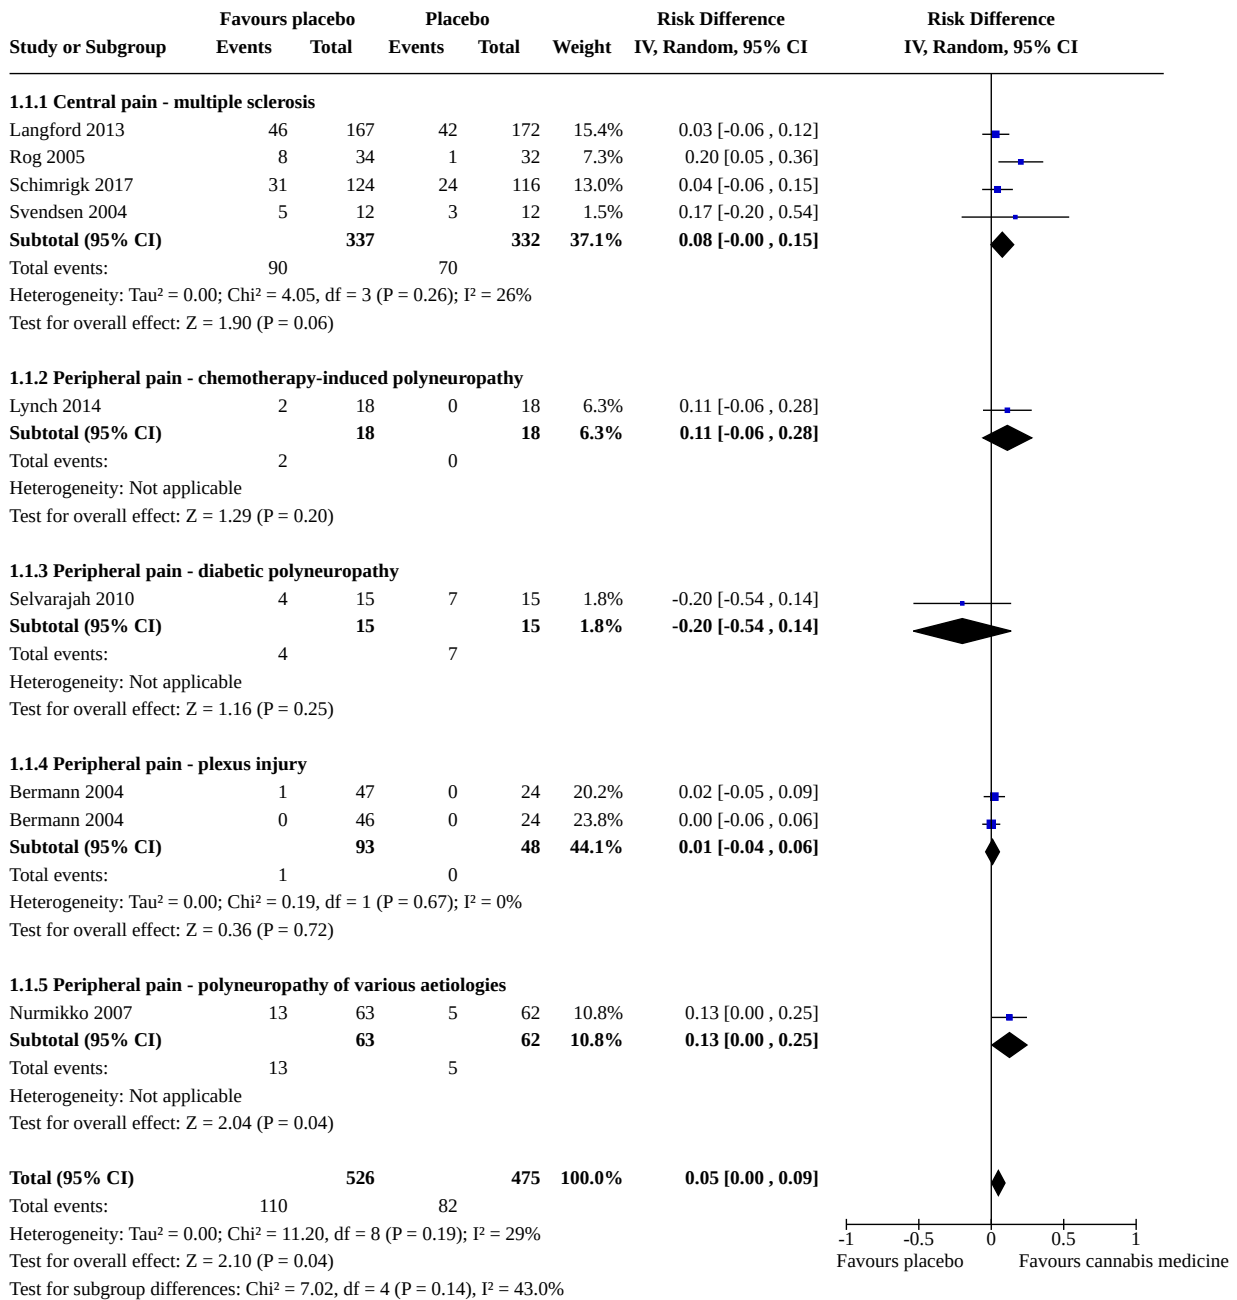 Favours placebo Placebo Risk Difference Risk Difference
Study or Subgroup Events Total Events Total Weight IV, Random, 95% CI IV, Random, 95% CI
1.1.1 Central pain - multiple sclerosis
Langford 2013 46 167 42 172 15.4% 0.03 [-0.06 , 0.12]
Rog 2005 8 34 1 32 7.3% 0.20 [0.05 , 0.36]
Schimrigk 2017 31 124 24 116 13.0% 0.04 [-0.06 , 0.15]
Svendsen 2004 5 12 3 12 1.5% 0.17 [-0.20 , 0.54]
Subtotal (95% CI) 337 332 37.1% 0.08 [-0.00 , 0.15]
Total events: 90 70
Heterogeneity: Tau² = 0.00; Chi² = 4.05, df = 3 (P = 0.26); I² = 26%
Test for overall effect: Z = 1.90 (P = 0.06)
1.1.2 Peripheral pain - chemotherapy-induced polyneuropathy
Lynch 2014 2 18 0 18 6.3% 0.11 [-0.06 , 0.28]
Subtotal (95% CI) 18 18 6.3% 0.11 [-0.06 , 0.28]
Total events: 2 0
Heterogeneity: Not applicable
Test for overall effect: Z = 1.29 (P = 0.20)
1.1.3 Peripheral pain - diabetic polyneuropathy
Selvarajah 2010 4 15 7 15 1.8% -0.20 [-0.54 , 0.14]
Subtotal (95% CI) 15 15 1.8% -0.20 [-0.54 , 0.14]
Total events: 4 7
Heterogeneity: Not applicable
Test for overall effect: Z = 1.16 (P = 0.25)
1.1.4 Peripheral pain - plexus injury
Bermann 2004 1 47 0 24 20.2% 0.02 [-0.05 , 0.09]
Bermann 2004 0 46 0 24 23.8% 0.00 [-0.06 , 0.06]
Subtotal (95% CI) 93 48 44.1% 0.01 [-0.04 , 0.06]
Total events: 1 0
Heterogeneity: Tau² = 0.00; Chi² = 0.19, df = 1 (P = 0.67); I² = 0%
Test for overall effect: Z = 0.36 (P = 0.72)
1.1.5 Peripheral pain - polyneuropathy of various aetiologies
Nurmikko 2007 13 63 5 62 10.8% 0.13 [0.00 , 0.25]
Subtotal (95% CI) 63 62 10.8% 0.13 [0.00 , 0.25]
Total events: 13 5
Heterogeneity: Not applicable
Test for overall effect: Z = 2.04 (P = 0.04)
Total (95% CI) 526 475 100.0% 0.05 [0.00 , 0.09]
Total events: 110 82
Heterogeneity: Tau² = 0.00; Chi² = 11.20, df = 8 (P = 0.19); I² = 29%
-1 -0.5 0 0.5 1
Test for overall effect: Z = 2.10 (P = 0.04) Favours placebo Favours cannabis medicine
Test for subgroup differences: Chi² = 7.02, df = 4 (P = 0.14), I² = 43.0%